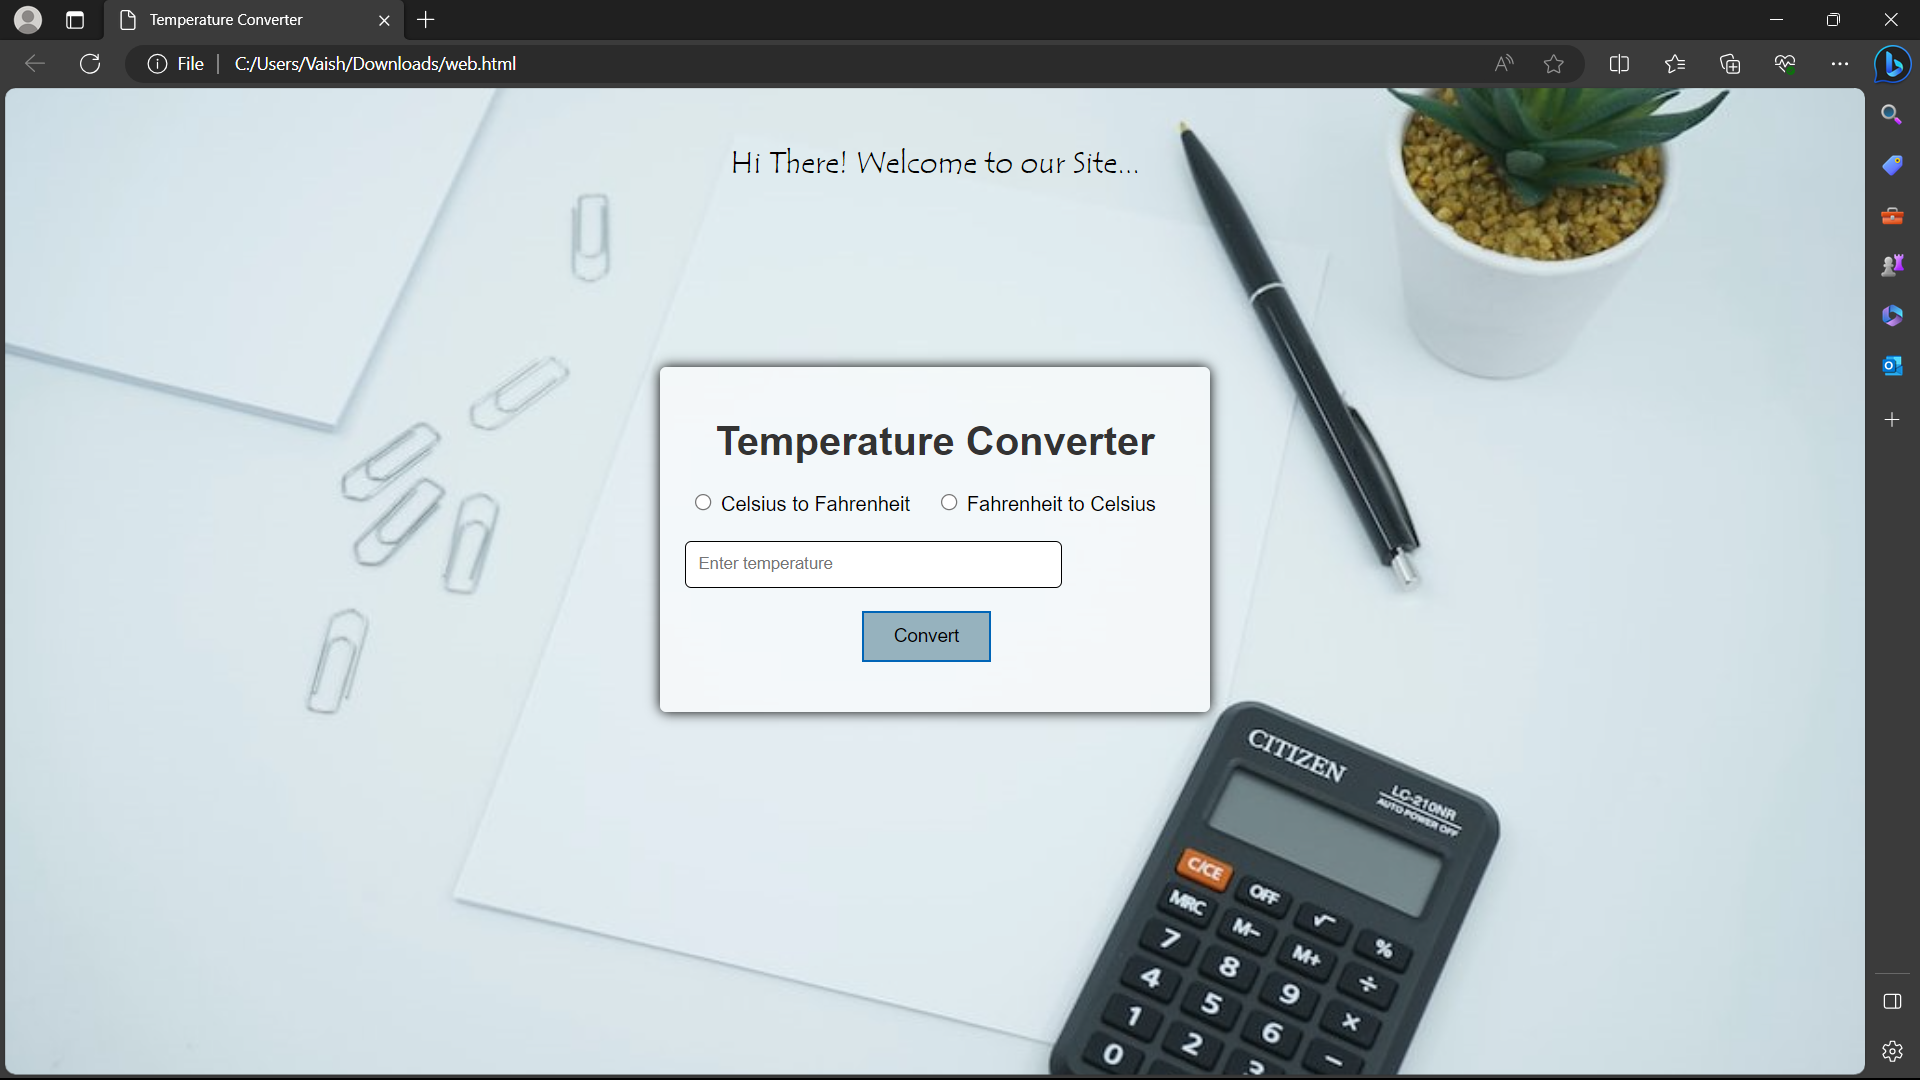 Temperature Converter
File
C:/Users/Vaish/Downloads/web.html
Hi There! Welcome to our Site...
Temperature Converter
Celsius to Fahrenheit
Fahrenheit to Celsius
Enter temperature
Convert
CITIZEN
LC-210NR
AUTO POWER OFF
C/CE OFF √ %
MRC M- M+ ÷
7 8 9 ×
4 5 6 −
1 2 3
0